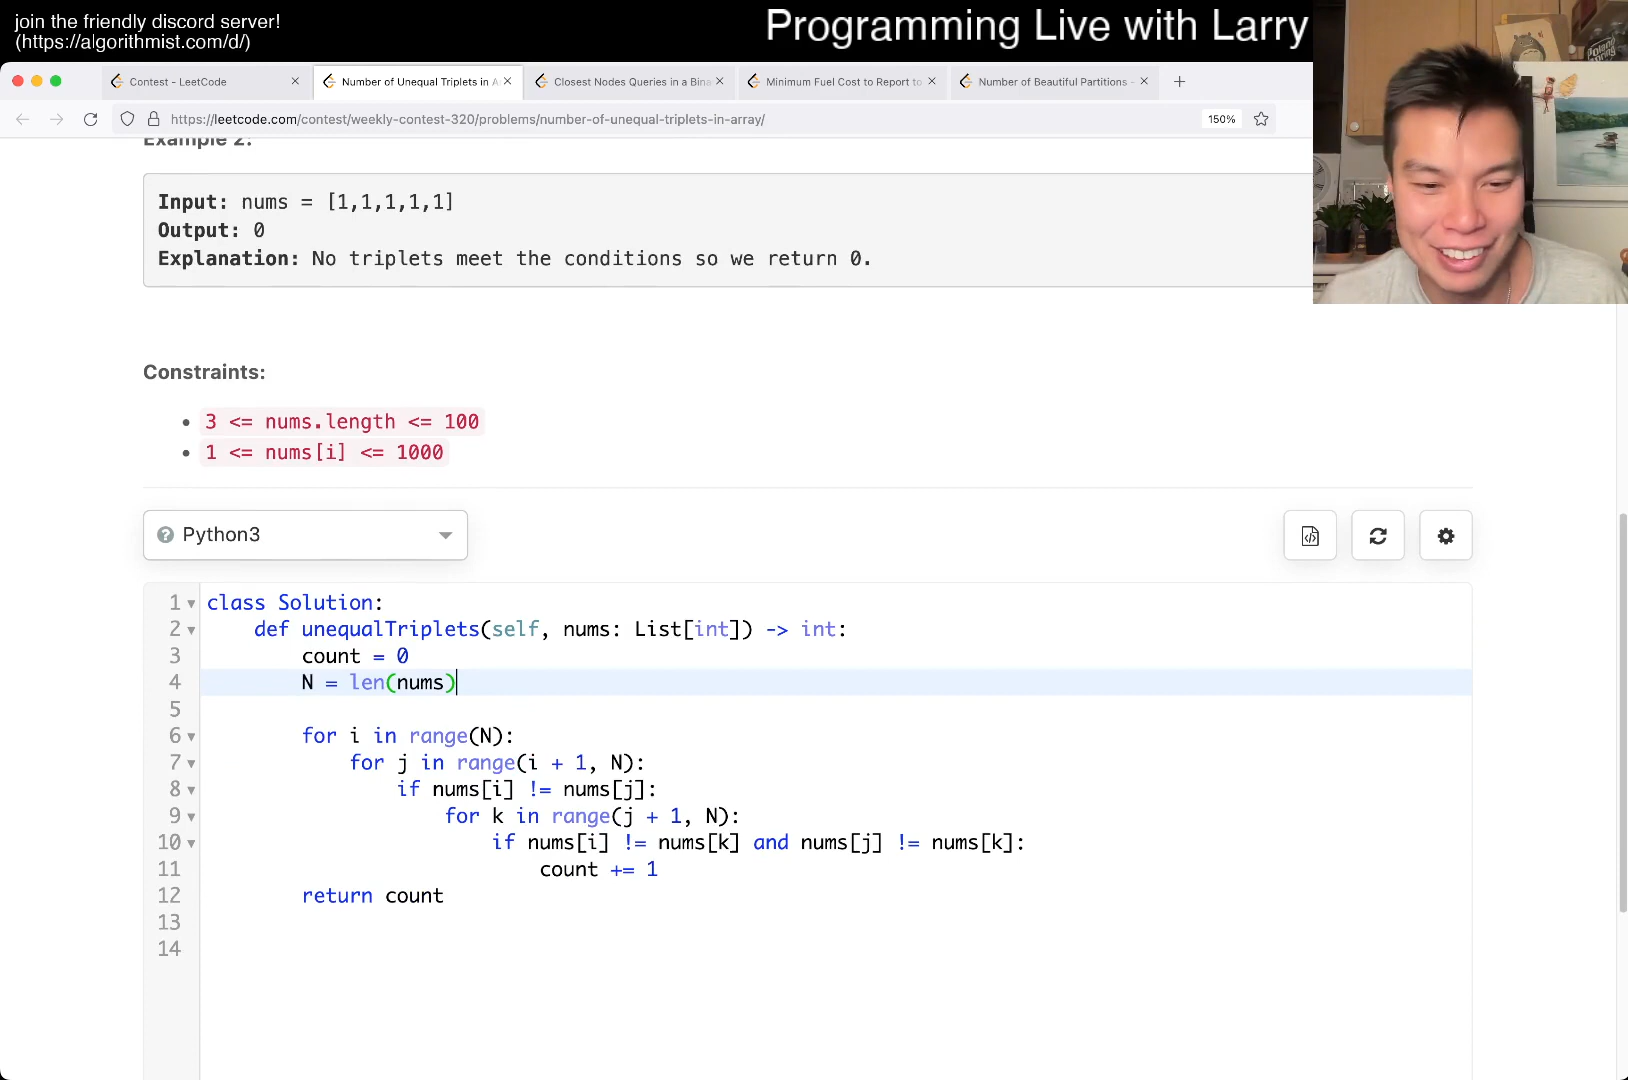 join the friendly discord server!
(https://algorithmist.com/d/)
Programming Live with Larry
Contest - LeetCode
Number of Unequal Triplets in A
Closest Nodes Queries in a Bina
Minimum Fuel Cost to Report to
Number of Beautiful Partitions -
https://leetcode.com/contest/weekly-contest-320/problems/number-of-unequal-triplets-in-array/
150%
Example 2:
Input: nums = [1,1,1,1,1]
Output: 0
Explanation: No triplets meet the conditions so we return 0.
Constraints:
3 <= nums.length <= 100
1 <= nums[i] <= 1000
Python3
1 class Solution:
2     def unequalTriplets(self, nums: List[int]) -> int:
3         count = 0
4         N = len(nums)
5
6         for i in range(N):
7             for j in range(i + 1, N):
8                 if nums[i] != nums[j]:
9                     for k in range(j + 1, N):
10                         if nums[i] != nums[k] and nums[j] != nums[k]:
11                             count += 1
12         return count
13
14